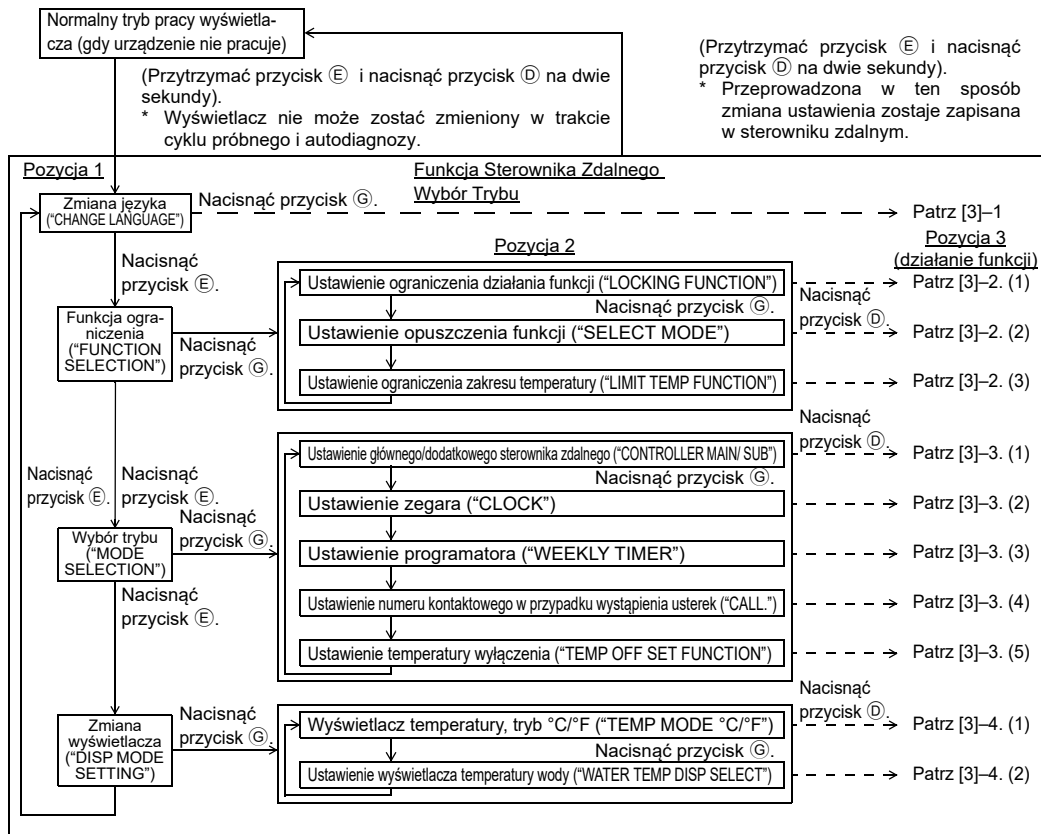 Normalny tryb pracy wyświetla-
cza (gdy urządzenie nie pracuje)
(Przytrzymać przycisk Ⓔ i nacisnąć przycisk Ⓓ na dwie
sekundy).
* Wyświetlacz nie może zostać zmieniony w trakcie
cyklu próbnego i autodiagnozy.
(Przytrzymać przycisk Ⓔ i nacisnąć
przycisk Ⓓ na dwie sekundy).
* Przeprowadzona w ten sposób
zmiana ustawienia zostaje zapisana
w sterowniku zdalnym.
Pozycja 1
Funkcja Sterownika Zdalnego
Wybór Trybu
Zmiana języka
(“CHANGE LANGUAGE”)
Nacisnąć przycisk Ⓖ.
Patrz [3]–1
Pozycja 2
Pozycja 3
(działanie funkcji)
Nacisnąć
przycisk Ⓔ.
Funkcja ogra-
niczenia
(“FUNCTION
SELECTION”)
Nacisnąć
przycisk Ⓖ.
Ustawienie ograniczenia działania funkcji (“LOCKING FUNCTION”)
Patrz [3]–2. (1)
Nacisnąć przycisk Ⓖ.
Nacisnąć
przycisk Ⓓ.
Ustawienie opuszczenia funkcji (“SELECT MODE”)
Patrz [3]–2. (2)
Ustawienie ograniczenia zakresu temperatury (“LIMIT TEMP FUNCTION”)
Patrz [3]–2. (3)
Nacisnąć
przycisk Ⓔ.
Nacisnąć
przycisk Ⓔ.
Wybór trybu
(“MODE
SELECTION”)
Nacisnąć
przycisk Ⓖ.
Nacisnąć
przycisk Ⓓ.
Ustawienie głównego/dodatkowego sterownika zdalnego (“CONTROLLER MAIN/ SUB”)
Patrz [3]–3. (1)
Nacisnąć przycisk Ⓖ.
Ustawienie zegara (“CLOCK”)
Patrz [3]–3. (2)
Ustawienie programatora (“WEEKLY TIMER”)
Patrz [3]–3. (3)
Ustawienie numeru kontaktowego w przypadku wystąpienia usterek (“CALL.”)
Patrz [3]–3. (4)
Ustawienie temperatury wyłączenia (“TEMP OFF SET FUNCTION”)
Patrz [3]–3. (5)
Nacisnąć
przycisk Ⓔ.
Zmiana
wyświetlacza
(“DISP MODE
SETTING”)
Nacisnąć
przycisk Ⓖ.
Nacisnąć
przycisk Ⓓ.
Wyświetlacz temperatury, tryb °C/°F (“TEMP MODE °C/°F”)
Patrz [3]–4. (1)
Nacisnąć przycisk Ⓖ.
Ustawienie wyświetlacza temperatury wody (“WATER TEMP DISP SELECT”)
Patrz [3]–4. (2)